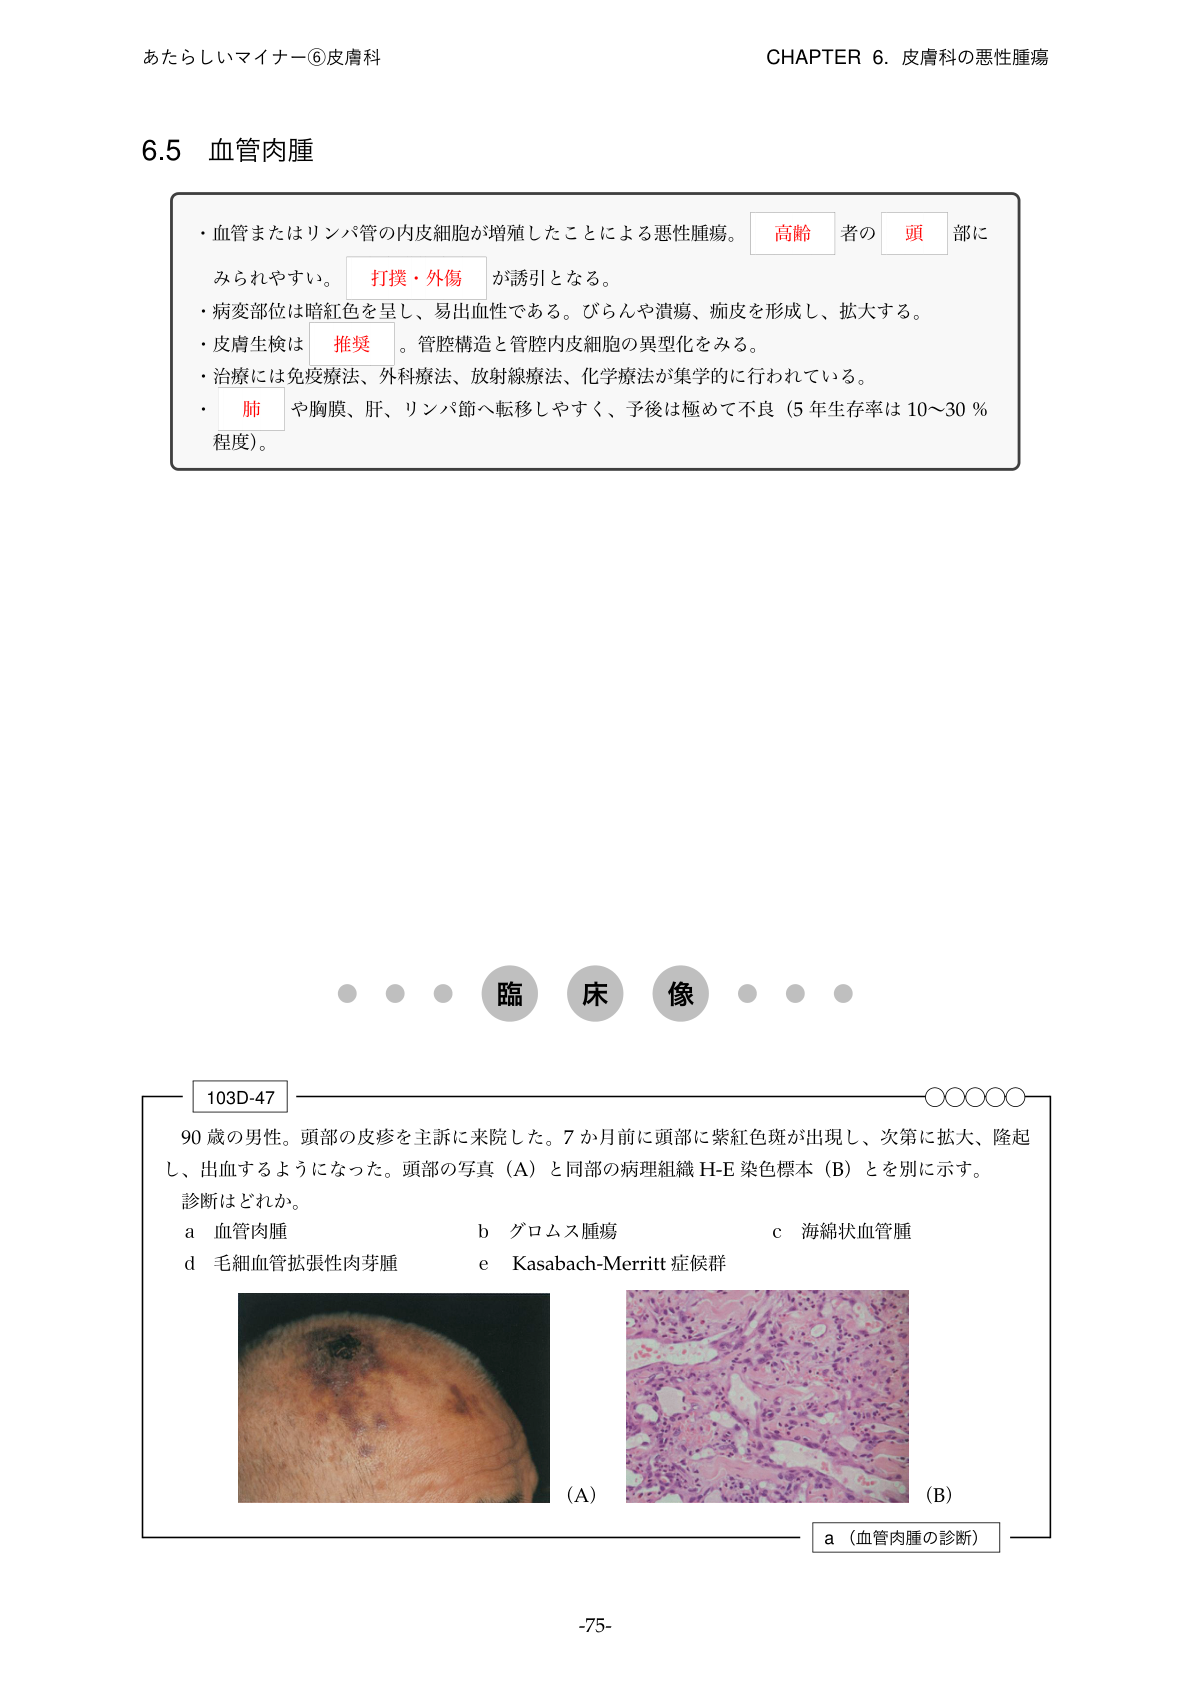 あたらしいマイナー⑥皮膚科 CHAPTER 6. 皮膚科の悪性腫瘍
6.5 血管肉腫
・血管またはリンパ管の内皮細胞が増殖したことによる悪性腫瘍。 高齢 者の 頭 部に
みられやすい。 打撲・外傷 が誘引となる。
・病変部位は暗紅色を呈し、易出血性である。びらんや潰瘍、痂皮を形成し、拡大する。
・皮膚生検は 推奨 。管腔構造と管腔内皮細胞の異型化をみる。
・治療には免疫療法、外科療法、放射線療法、化学療法が集学的に行われている。
・ 肺 や胸膜、肝、リンパ節へ転移しやすく、予後は極めて不良（5 年生存率は 10〜30 %
程度）。
臨 床 像
103D-47
90 歳の男性。頭部の皮疹を主訴に来院した。7 か月前に頭部に紫紅色斑が出現し、次第に拡大、隆起
し、出血するようになった。頭部の写真（A）と同部の病理組織 H-E 染色標本（B）とを別に示す。
診断はどれか。
a 血管肉腫 b グロムス腫瘍 c 海綿状血管腫
d 毛細血管拡張性肉芽腫 e Kasabach-Merritt 症候群
（A） （B）
a （血管肉腫の診断）
-75-